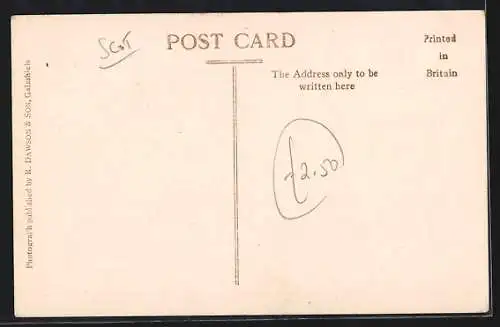 Scot
POST CARD
Printed
in
Britain
The Address only to be
written here
£2.50
Photograph published by R. DAWSON & SON, Galashiels